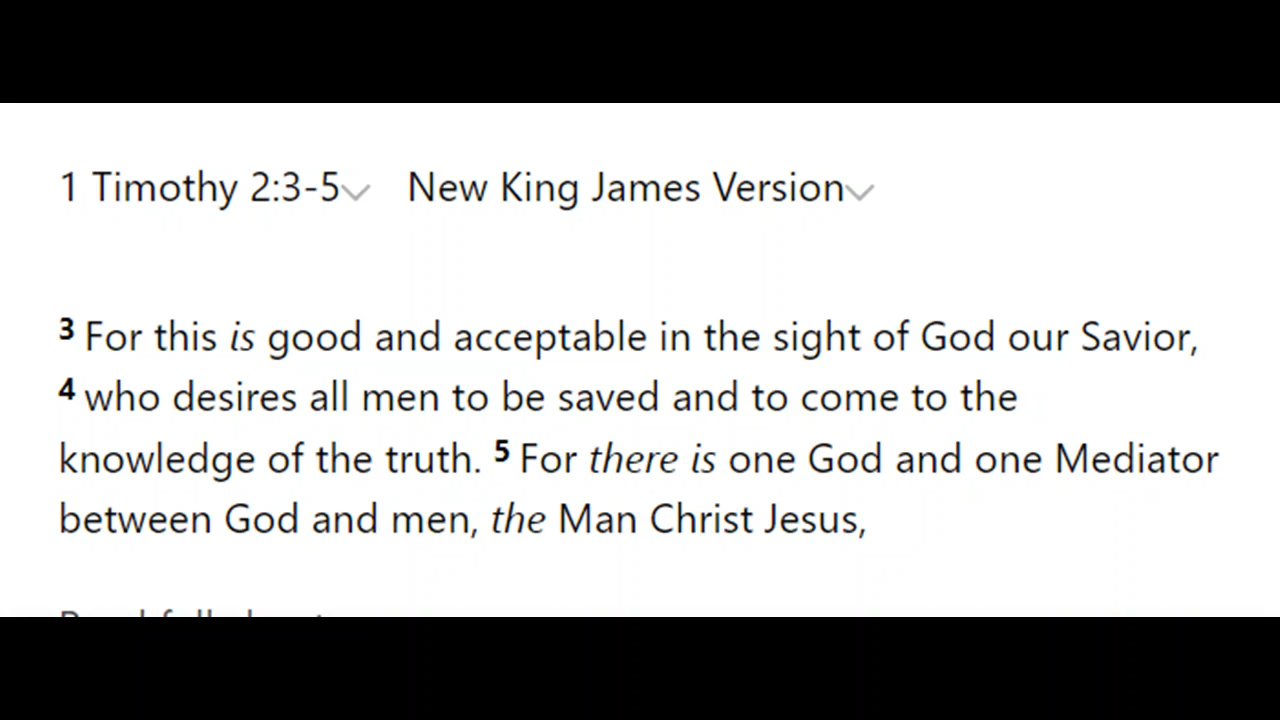 1 Timothy 2:3-5 New King James Version
3 For this is good and acceptable in the sight of God our Savior,
4 who desires all men to be saved and to come to the
knowledge of the truth. 5 For there is one God and one Mediator
between God and men, the Man Christ Jesus,